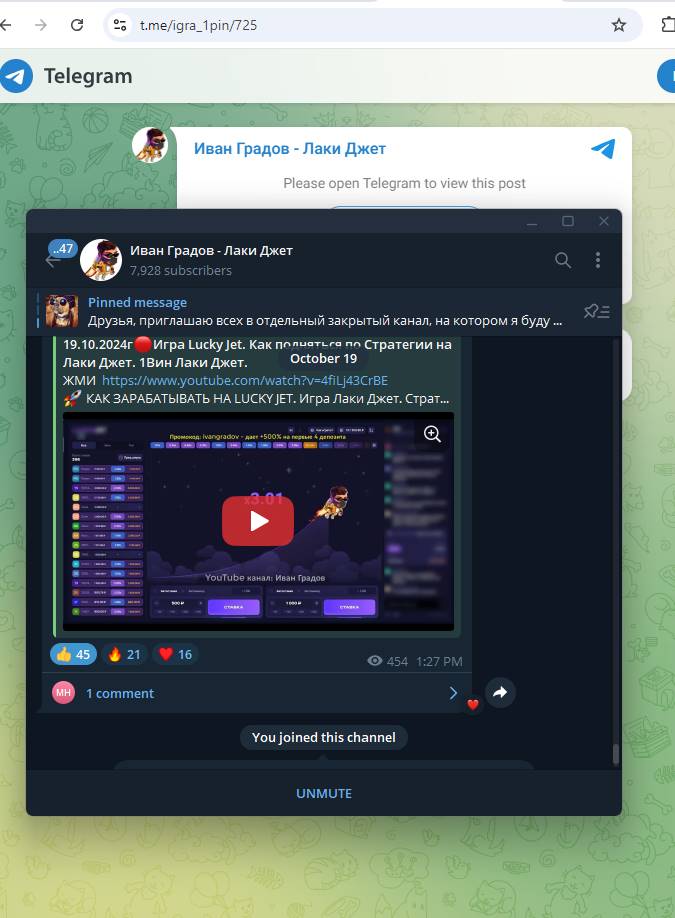 t.me/igra_1pin/725
Telegram
Иван Градов - Лаки Джет
Please open Telegram to view this post
..47
Иван Градов - Лаки Джет
7,928 subscribers
Pinned message
Друзья, приглашаю всех в отдельный закрытый канал, на котором я буду ...
October 19
19.10.2024г🔴Игра Lucky Jet. Как подняться по Стратегии на
Лаки Джет. 1Вин Лаки Джет.
ЖМИ https://www.youtube.com/watch?v=4fiLj43CrBE
🚀 КАК ЗАРАБАТЫВАТЬ НА LUCKY JET. Игра Лаки Джет. Страт...
Промокод: ivangradov - дает +500% на первые 4 депозита
x3.01
YouTube канал: Иван Градов
500 ₽
СТАВКА
1 000 ₽
СТАВКА
👍 45 🔥 21 ❤️ 16
454 1:27 PM
МН
1 comment
You joined this channel
UNMUTE